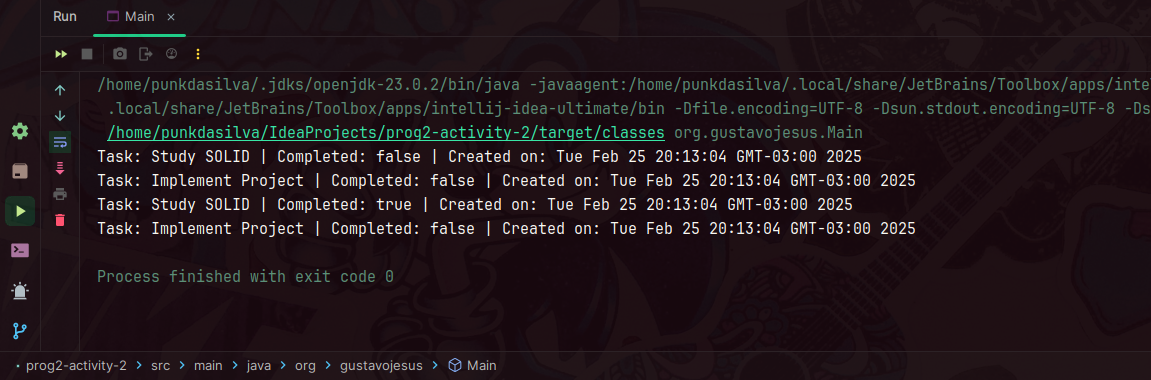 Run
Main
/home/punkdasilva/.jdks/openjdk-23.0.2/bin/java -javaagent:/home/punkdasilva/.local/share/JetBrains/Toolbox/apps/inte
.local/share/JetBrains/Toolbox/apps/intellij-idea-ultimate/bin -Dfile.encoding=UTF-8 -Dsun.stdout.encoding=UTF-8 -Ds
/home/punkdasilva/IdeaProjects/prog2-activity-2/target/classes org.gustavojesus.Main
Task: Study SOLID | Completed: false | Created on: Tue Feb 25 20:13:04 GMT-03:00 2025
Task: Implement Project | Completed: false | Created on: Tue Feb 25 20:13:04 GMT-03:00 2025
Task: Study SOLID | Completed: true | Created on: Tue Feb 25 20:13:04 GMT-03:00 2025
Task: Implement Project | Completed: false | Created on: Tue Feb 25 20:13:04 GMT-03:00 2025
Process finished with exit code 0
prog2-activity-2 > src > main > java > org > gustavojesus > Main